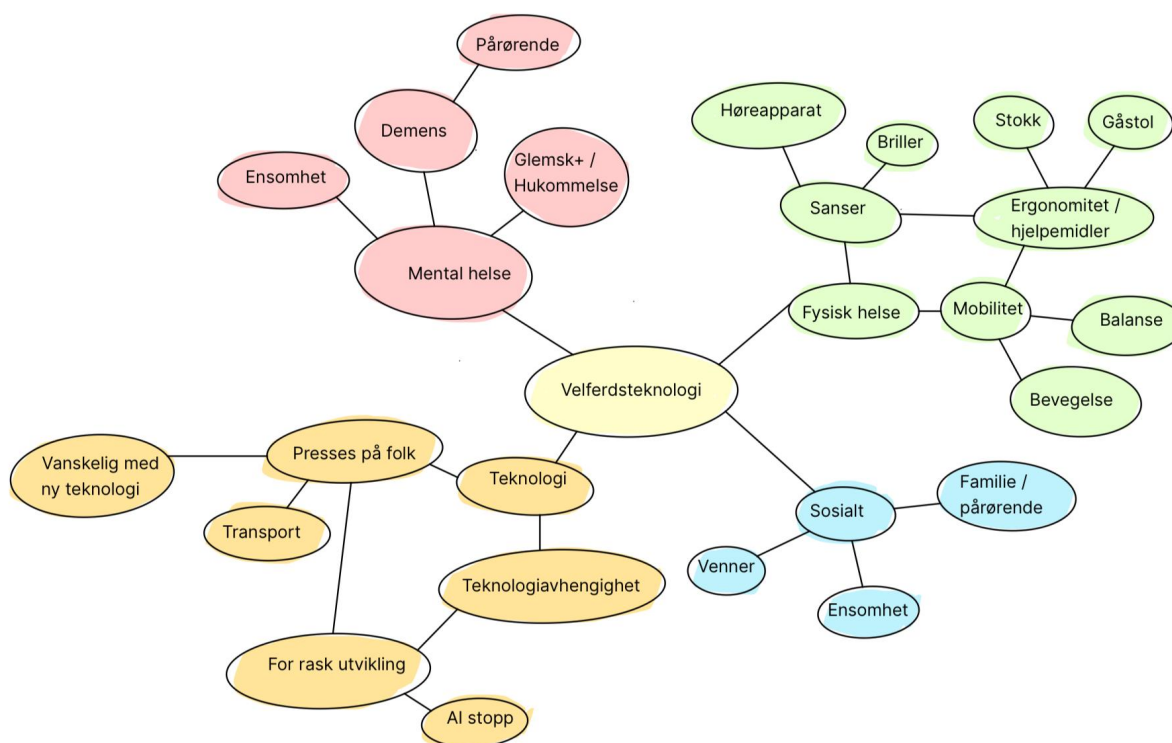 Pårørende
Demens
Ensomhet
Glemsk+ /
Hukommelse
Mental helse
Høreapparat
Briller
Stokk
Gåstol
Sanser
Ergonomitet /
hjelpemidler
Fysisk helse
Mobilitet
Balanse
Bevegelse
Velferdsteknologi
Vanskelig med
ny teknologi
Presses på folk
Teknologi
Transport
Teknologiavhengighet
For rask utvikling
AI stopp
Sosialt
Familie /
pårørende
Venner
Ensomhet